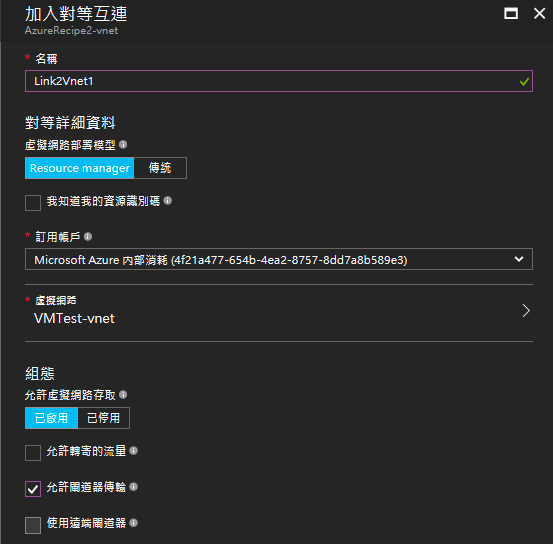 加入對等互連
AzureRecipe2-vnet
* 名稱
Link2Vnet1
對等詳細資料
虛擬網路部署模型
Resource manager 傳統
我知道我的資源識別碼
* 訂用帳戶
Microsoft Azure 內部消耗 (4f21a477-654b-4ea2-8757-8dd7a8b589e3)
* 虛擬網路
VMTest-vnet
組態
允許虛擬網路存取
已啟用 已停用
允許轉寄的流量
允許閘道器傳輸
使用遠端閘道器